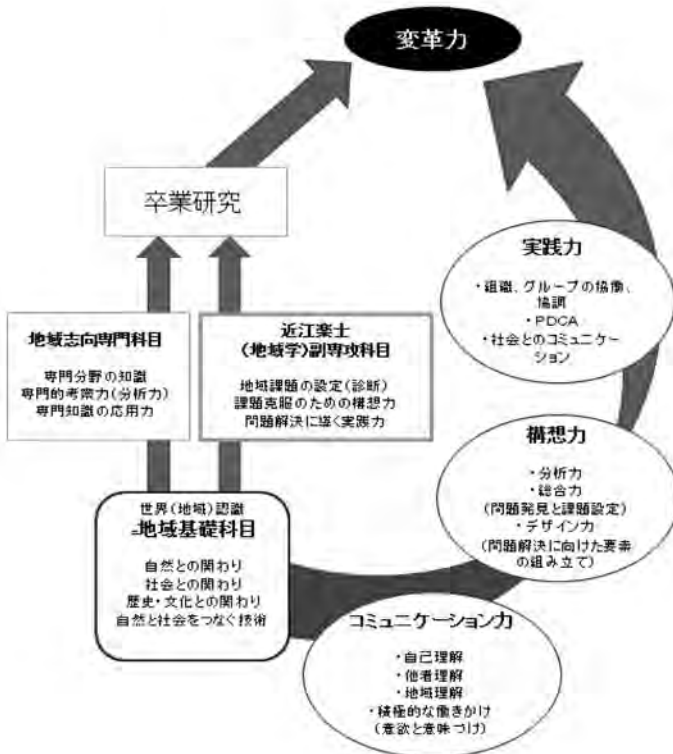 変革力
卒業研究
地域志向専門科目
専門分野の知識
専門的考察力(分析力)
専門知識の応用力
近江楽士
(地域学)副専攻科目
地域課題の設定(診断)
課題克服のための構想力
問題解決に導く実践力
世界(地域)認識
=地域基礎科目
自然との関わり
社会との関わり
歴史・文化との関わり
自然と社会をつなぐ技術
実践力
・組織、グループの協働、
協調
・PDCA
・社会とのコミュニケー
ション
構想力
・分析力
・総合力
(問題発見と課題設定)
・デザイン力
(問題解決に向けた要素
の組み立て)
コミュニケーション力
・自己理解
・他者理解
・地域理解
・積極的な働きかけ
(意欲と意味づけ)